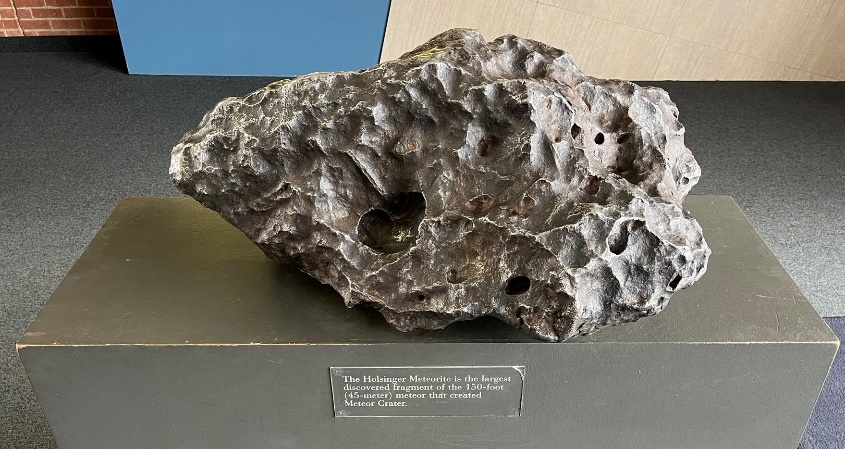 The Holsinger Meteorite is the largest
discovered fragment of the 150-foot
(45-meter) meteor that created
Meteor Crater.